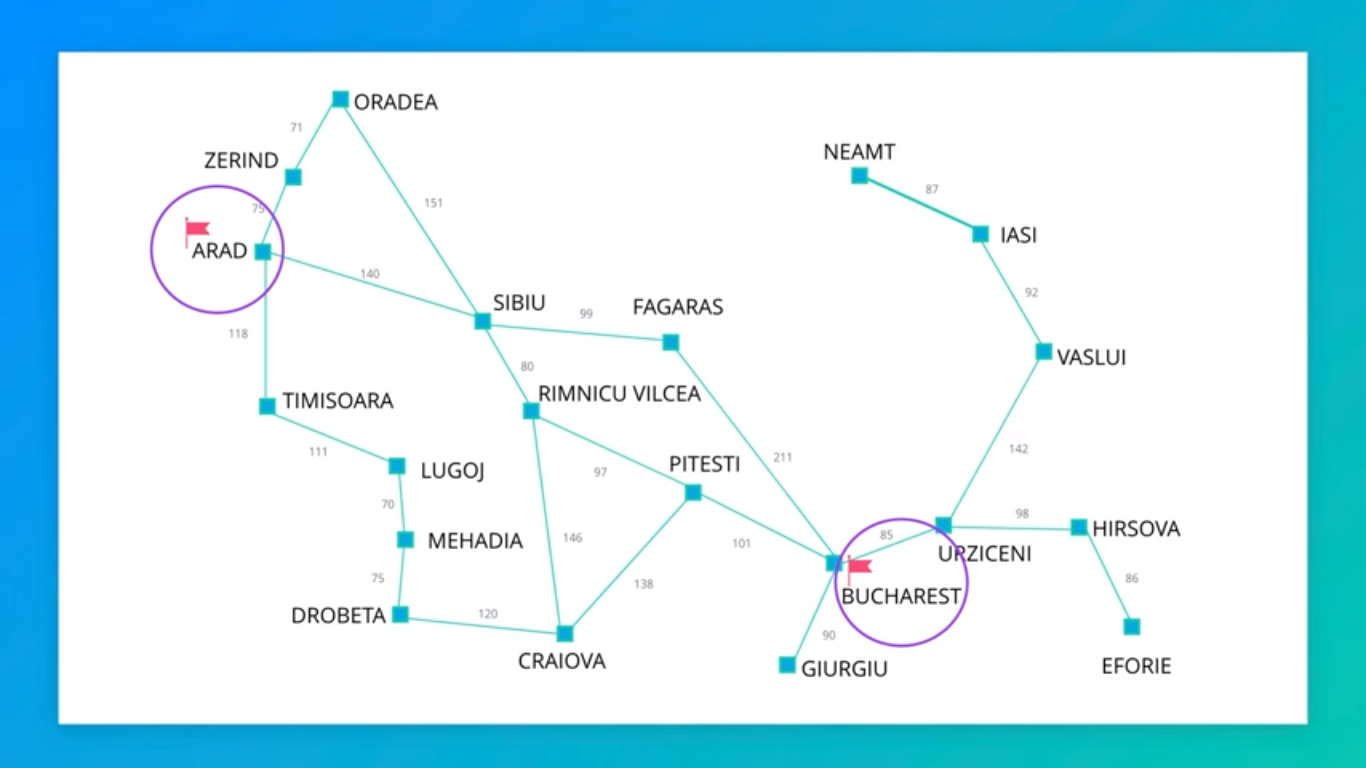 ORADEA
71
ZERIND
NEAMT
87
75
151
ARAD
IASI
140
92
SIBIU
99
FAGARAS
118
VASLUI
80
RIMNICU VILCEA
TIMISOARA
111
142
211
PITESTI
LUGOJ
97
70
98
HIRSOVA
MEHADIA
146
101
85
URZICENI
75
138
86
BUCHAREST
DROBETA
120
90
CRAIOVA
GIURGIU
EFORIE